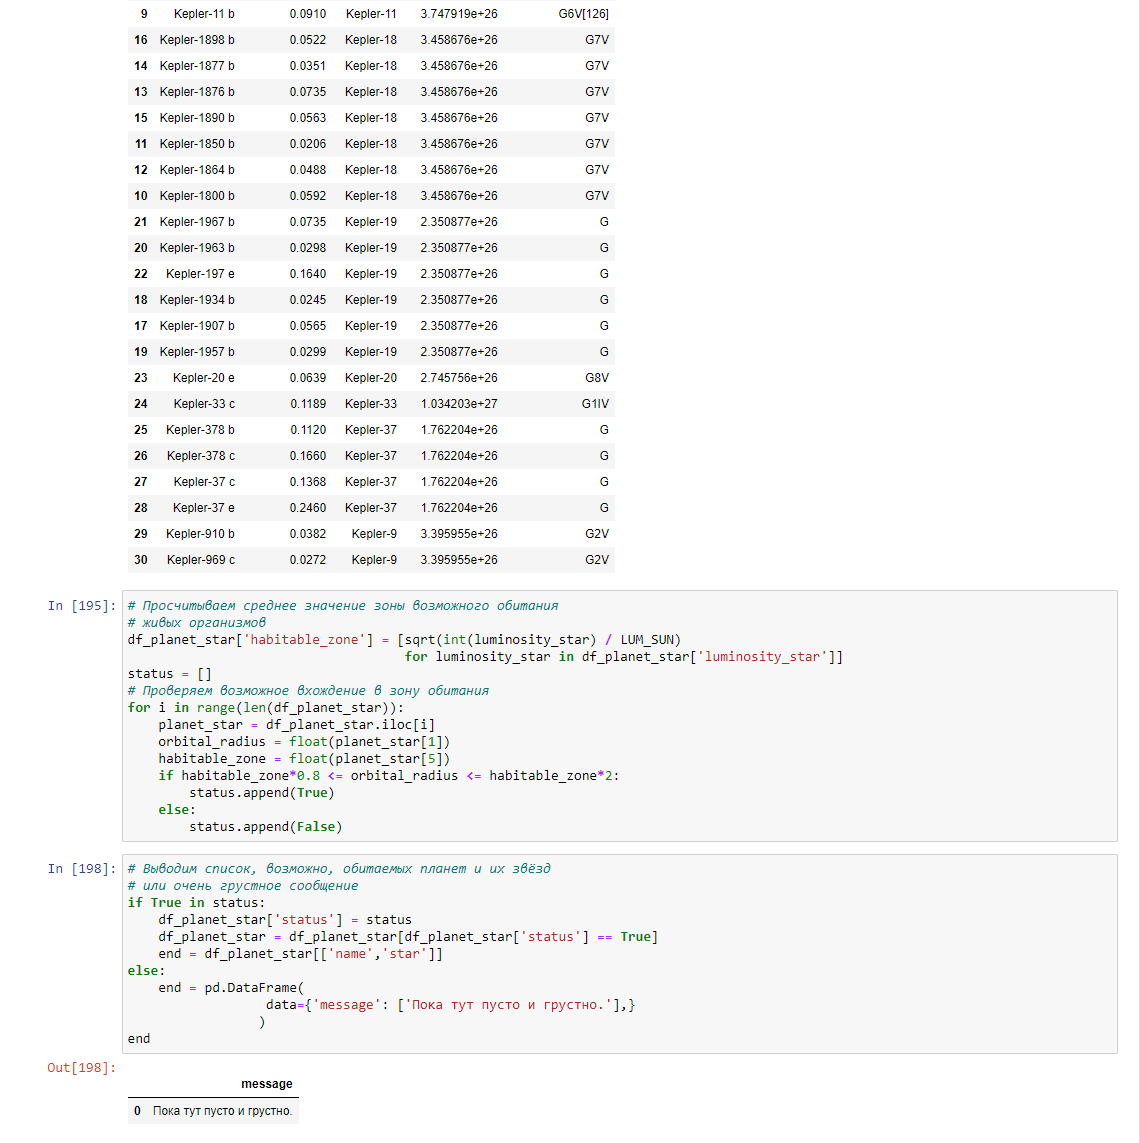 9 Kepler-11 b 0.0910 Kepler-11 3.747919e+26 G6V[126]
16 Kepler-1898 b 0.0522 Kepler-18 3.458676e+26 G7V
14 Kepler-1877 b 0.0351 Kepler-18 3.458676e+26 G7V
13 Kepler-1876 b 0.0735 Kepler-18 3.458676e+26 G7V
15 Kepler-1890 b 0.0563 Kepler-18 3.458676e+26 G7V
11 Kepler-1850 b 0.0206 Kepler-18 3.458676e+26 G7V
12 Kepler-1864 b 0.0488 Kepler-18 3.458676e+26 G7V
10 Kepler-1800 b 0.0592 Kepler-18 3.458676e+26 G7V
21 Kepler-1967 b 0.0735 Kepler-19 2.350877e+26 G
20 Kepler-1963 b 0.0298 Kepler-19 2.350877e+26 G
22 Kepler-197 e 0.1640 Kepler-19 2.350877e+26 G
18 Kepler-1934 b 0.0245 Kepler-19 2.350877e+26 G
17 Kepler-1907 b 0.0565 Kepler-19 2.350877e+26 G
19 Kepler-1957 b 0.0299 Kepler-19 2.350877e+26 G
23 Kepler-20 e 0.0639 Kepler-20 2.745756e+26 G8V
24 Kepler-33 c 0.1189 Kepler-33 1.034203e+27 G1IV
25 Kepler-378 b 0.1120 Kepler-37 1.762204e+26 G
26 Kepler-378 c 0.1660 Kepler-37 1.762204e+26 G
27 Kepler-37 c 0.1368 Kepler-37 1.762204e+26 G
28 Kepler-37 e 0.2460 Kepler-37 1.762204e+26 G
29 Kepler-910 b 0.0382 Kepler-9 3.395955e+26 G2V
30 Kepler-969 c 0.0272 Kepler-9 3.395955e+26 G2V
In [195]: # Просчитываем среднее значение зоны возможного обитания
# живых организмов
df_planet_star['habitable_zone'] = [sqrt(int(luminosity_star) / LUM_SUN)
for luminosity_star in df_planet_star['luminosity_star']]
status = []
# Проверяем возможное вхождение в зону обитания
for i in range(len(df_planet_star)):
planet_star = df_planet_star.iloc[i]
orbital_radius = float(planet_star[1])
habitable_zone = float(planet_star[5])
if habitable_zone*0.8 <= orbital_radius <= habitable_zone*2:
status.append(True)
else:
status.append(False)
In [198]: # Выводим список, возможно, обитаемых планет и их звёзд
# или очень грустное сообщение
if True in status:
df_planet_star['status'] = status
df_planet_star = df_planet_star[df_planet_star['status'] == True]
end = df_planet_star[['name','star']]
else:
end = pd.DataFrame(
data={'message': ['Пока тут пусто и грустно.'],}
)
end
Out[198]:
message
0 Пока тут пусто и грустно.